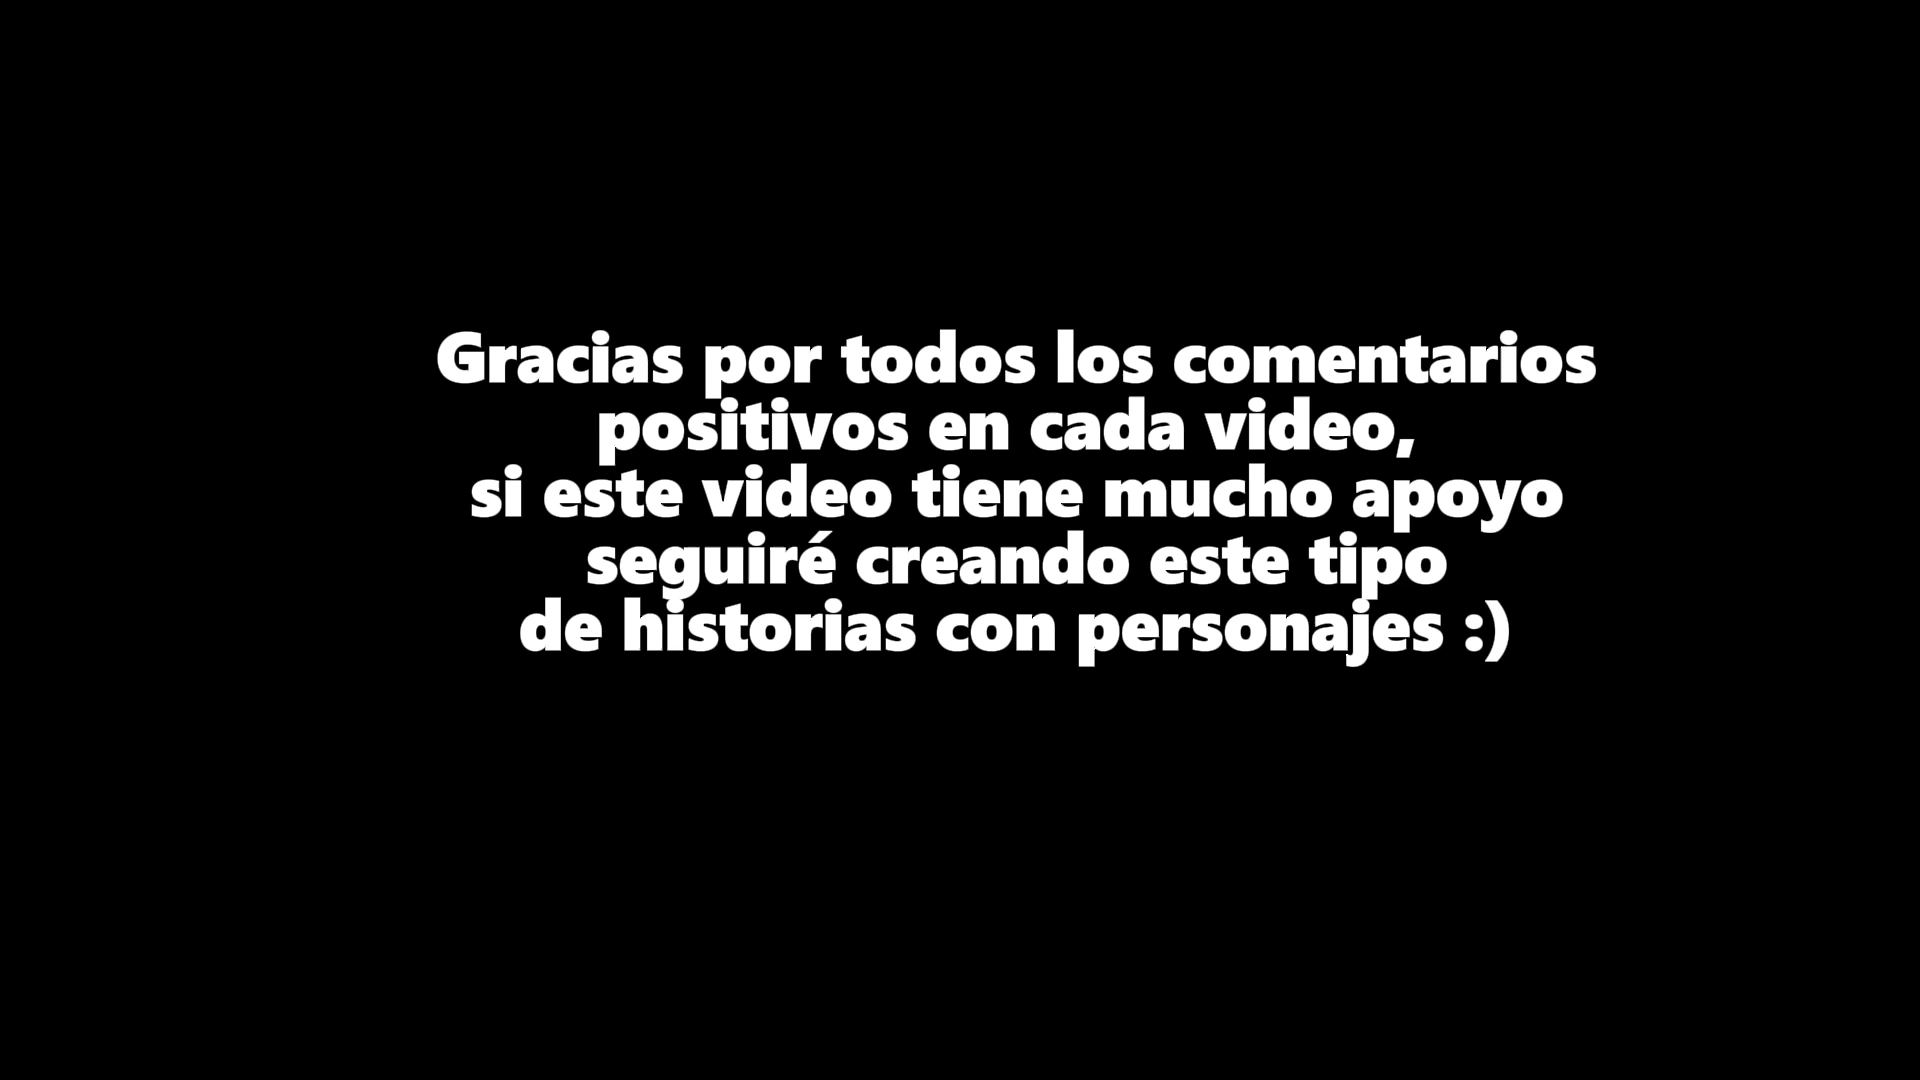 Gracias por todos los comentarios
positivos en cada video,
si este video tiene mucho apoyo
seguiré creando este tipo
de historias con personajes :)